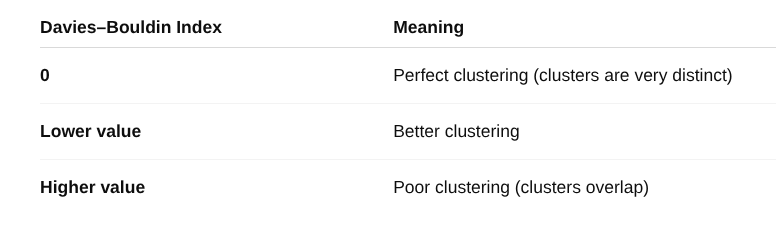 Davies–Bouldin Index Meaning
0 Perfect clustering (clusters are very distinct)
Lower value Better clustering
Higher value Poor clustering (clusters overlap)